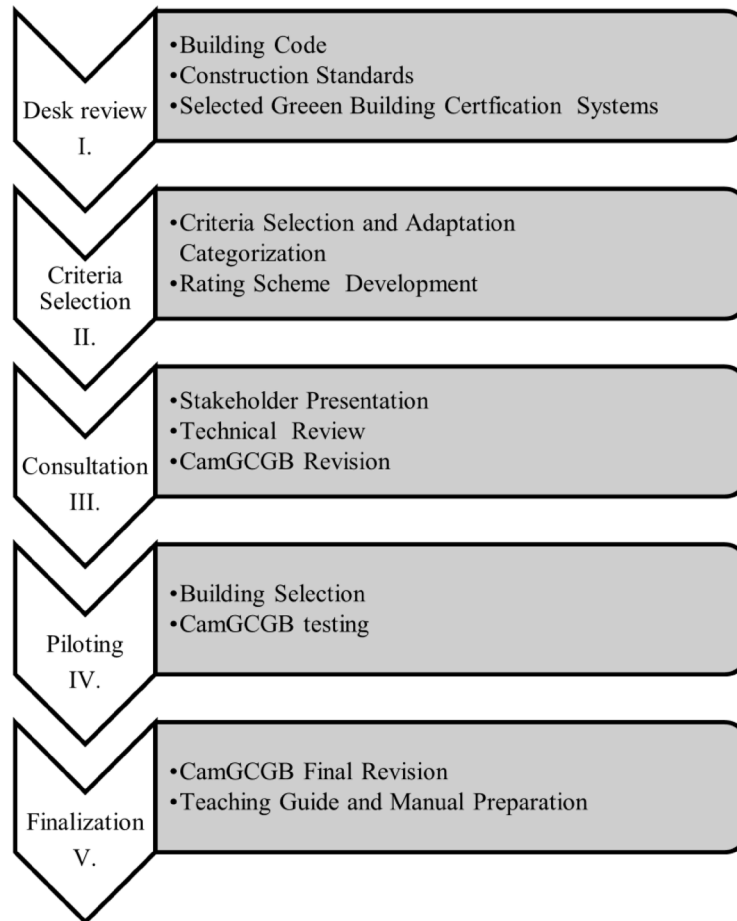 Desk review
I.
•Building Code
•Construction Standards
•Selected Greeen Building Certfication Systems
Criteria
Selection
II.
•Criteria Selection and Adaptation
Categorization
•Rating Scheme Development
Consultation
III.
•Stakeholder Presentation
•Technical Review
•CamGCGB Revision
Piloting
IV.
•Building Selection
•CamGCGB testing
Finalization
V.
•CamGCGB Final Revision
•Teaching Guide and Manual Preparation